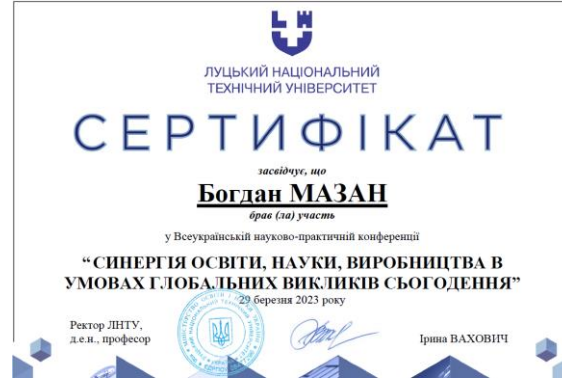 ЛУЦЬКИЙ НАЦІОНАЛЬНИЙ
ТЕХНІЧНИЙ УНІВЕРСИТЕТ
СЕРТИФІКАТ
засвідчує, що
Богдан МАЗАН
брав (ла) участь
у Всеукраїнській науково-практичній конференції
“СИНЕРГІЯ ОСВІТИ, НАУКИ, ВИРОБНИЦТВА В
УМОВАХ ГЛОБАЛЬНИХ ВИКЛИКІВ СЬОГОДЕННЯ”
29 березня 2023 року
Ректор ЛНТУ,
д.е.н., професор
Ірина ВАХОВИЧ